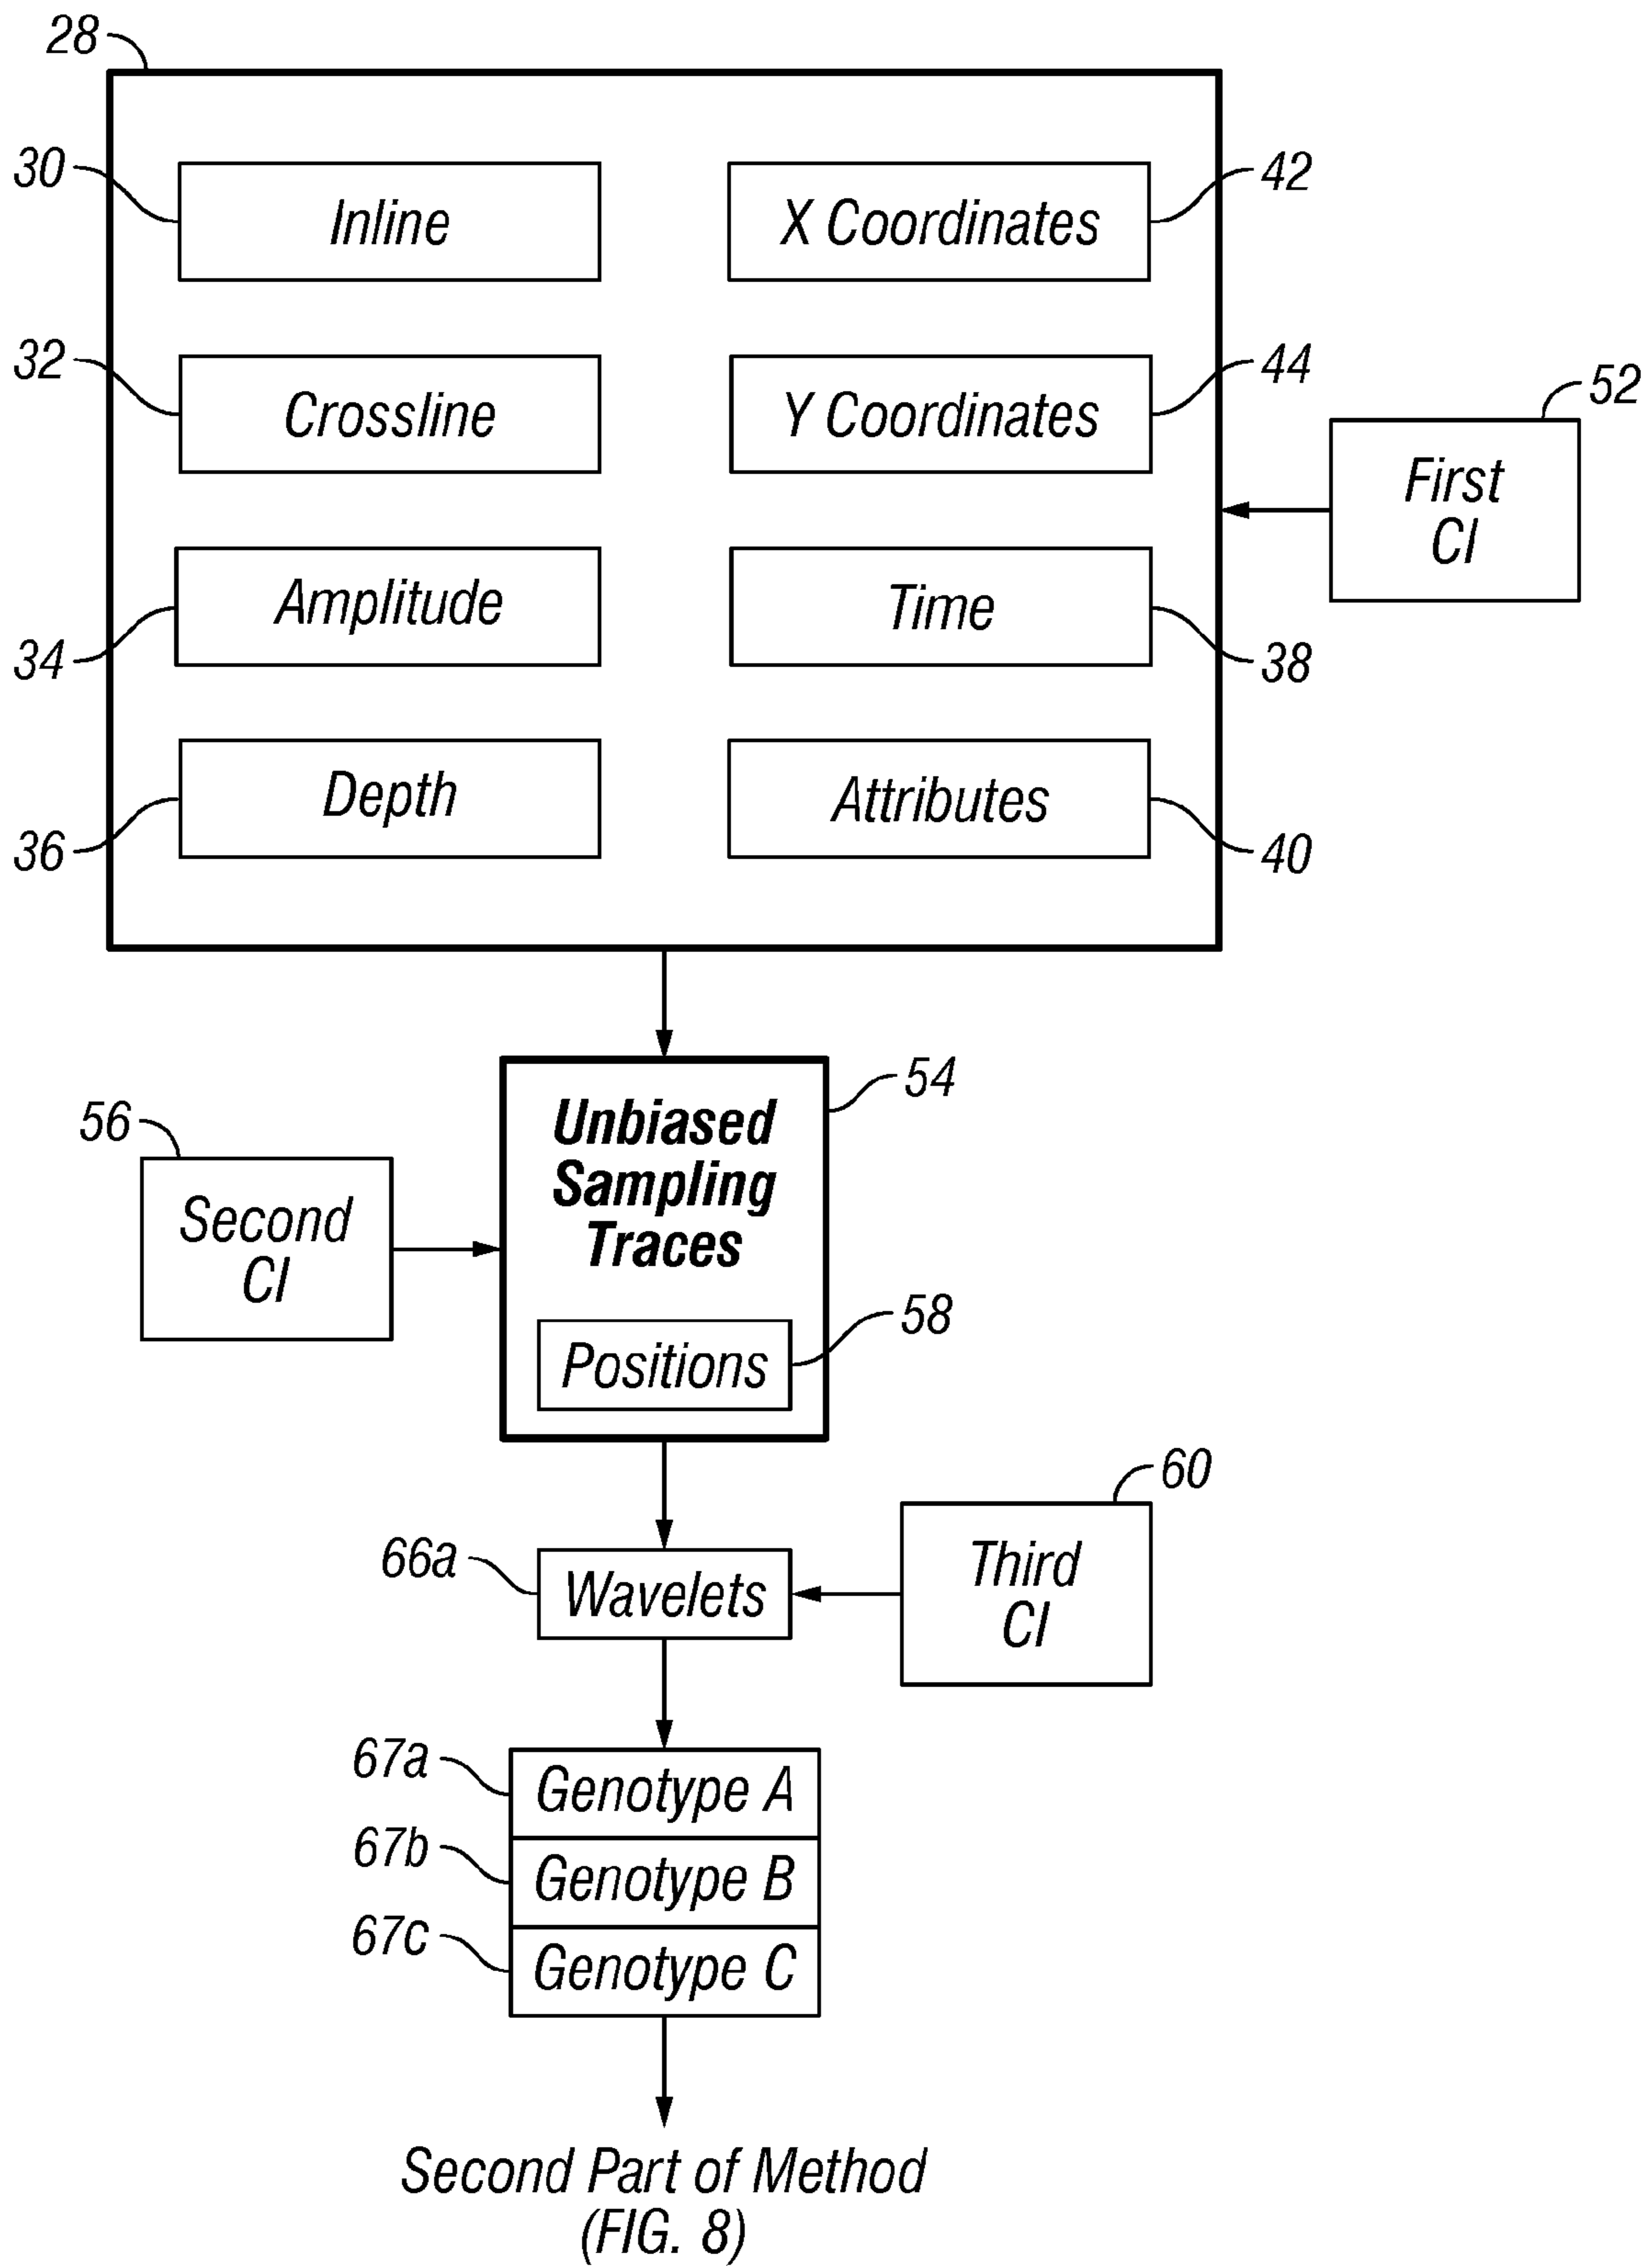 28
30
Inline
X Coordinates
42
32
Crossline
Y Coordinates
44
52
First
CI
Amplitude
Time
34
38
Depth
Attributes
36
40
54
Unbiased
Sampling
Traces
56
Second
CI
58
Positions
60
66a
Wavelets
Third
CI
67a
Genotype A
67b
Genotype B
67c
Genotype C
Second Part of Method
(FIG. 8)